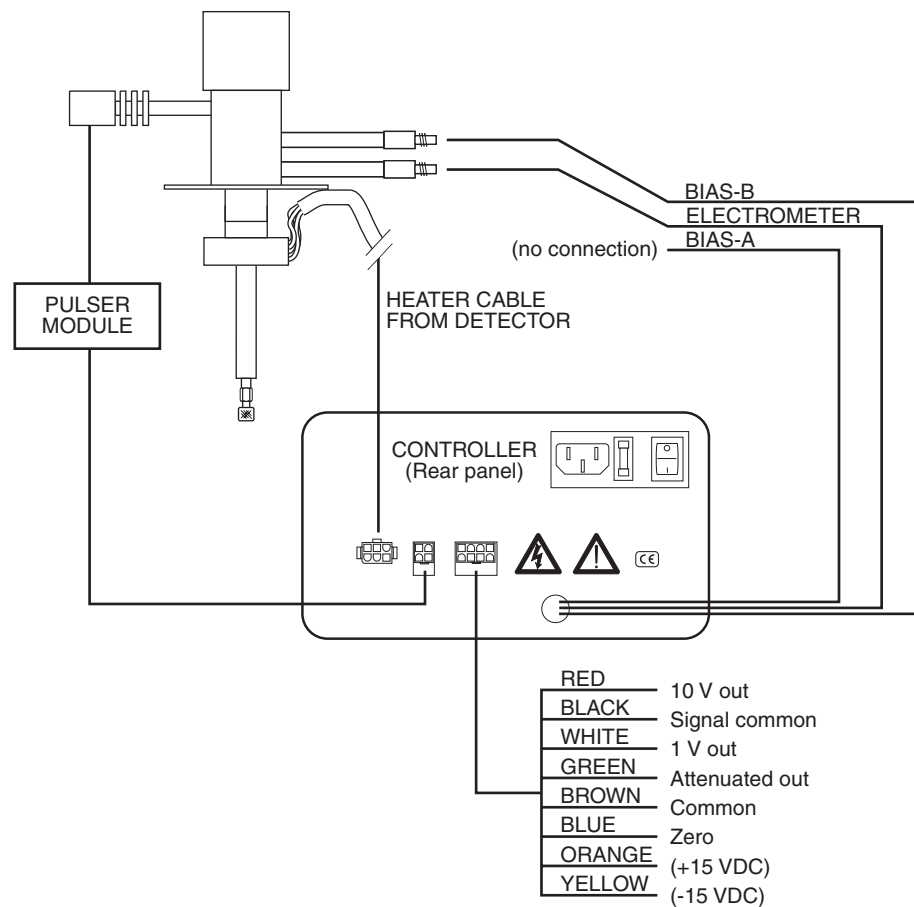 BIAS-B
ELECTROMETER
(no connection)
BIAS-A
PULSER
MODULE
HEATER CABLE
FROM DETECTOR
CONTROLLER
(Rear panel)
CE
RED
10 V out
BLACK
Signal common
WHITE
1 V out
GREEN
Attenuated out
BROWN
Common
BLUE
Zero
ORANGE
(+15 VDC)
YELLOW
(-15 VDC)